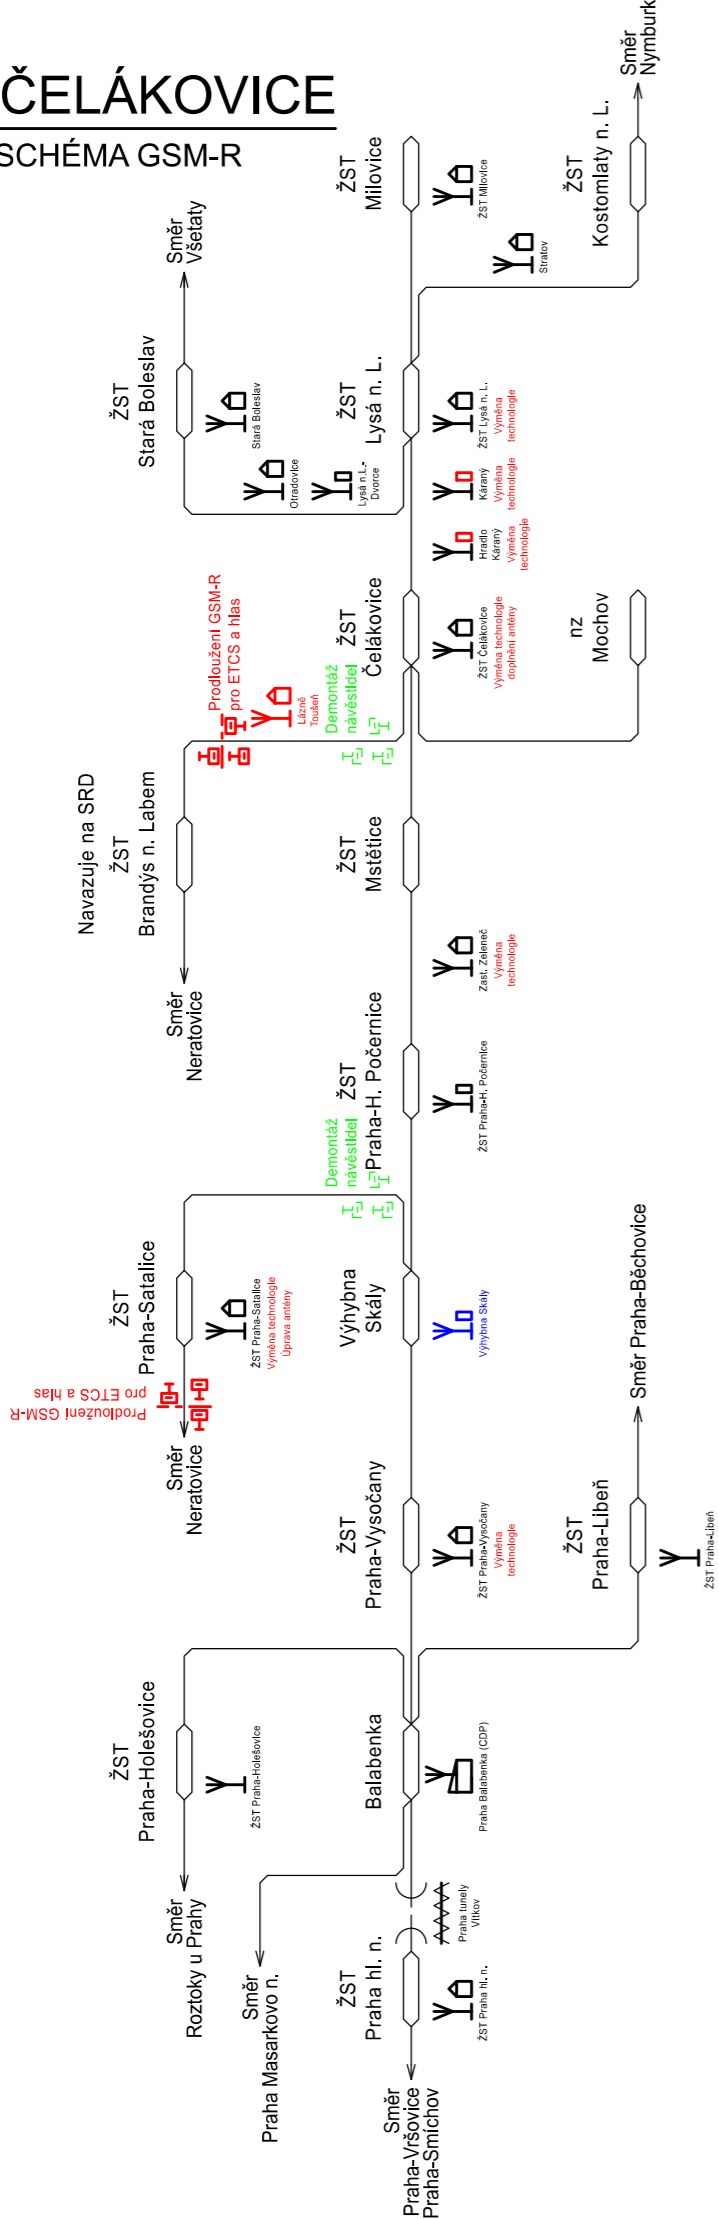 ČELÁKOVICE
SCHÉMA GSM-R
Směr
Nymburk
ŽST
Kostomlaty n. L.
ŽST
Milovice
ŽST Milovice
Stratov
Směr
Všetaty
ŽST
Stará Boleslav
Stará Boleslav
Otradovice
Lysá n.L.-
Dvorce
ŽST
Lysá n. L.
ŽST Lysá n. L.
Výměna
technologie
Káraný
Výměna
technologie
Hradlo
Káraný
Výměna
technologie
ŽST
Čelákovice
ŽST Čelákovice
Výměna technologie
doplnění antény
nz
Mochov
Prodloužení GSM-R
pro ETCS a hlas
Lázně
Toušeň
Demontáž
návěstidel
Navazuje na SRD
ŽST
Brandýs n. Labem
Směr
Neratovice
ŽST
Mstětice
Zast. Zeleneč
Výměna
technologie
ŽST
Praha-H. Počernice
ŽST Praha-H. Počernice
Demontáž
návěstidel
ŽST
Praha-Satalice
ŽST Praha-Satalice
Výměna technologie
Úprava antény
Prodloužení GSM-R
pro ETCS a hlas
Směr
Neratovice
Výhybna
Skály
Výhybna Skály
Směr Praha-Běchovice
ŽST
Praha-Vysočany
ŽST Praha-Vysočany
Výměna
technologie
ŽST
Praha-Libeň
ŽST Praha-Libeň
ŽST
Praha-Holešovice
ŽST Praha-Holešovice
Směr
Roztoky u Prahy
Balabenka
Praha Balabenka (CDP)
Směr
Praha Masarkovo n.
Praha tunely
Vítkov
ŽST
Praha hl. n.
ŽST Praha hl. n.
Směr
Praha-Vršovice
Praha-Smíchov